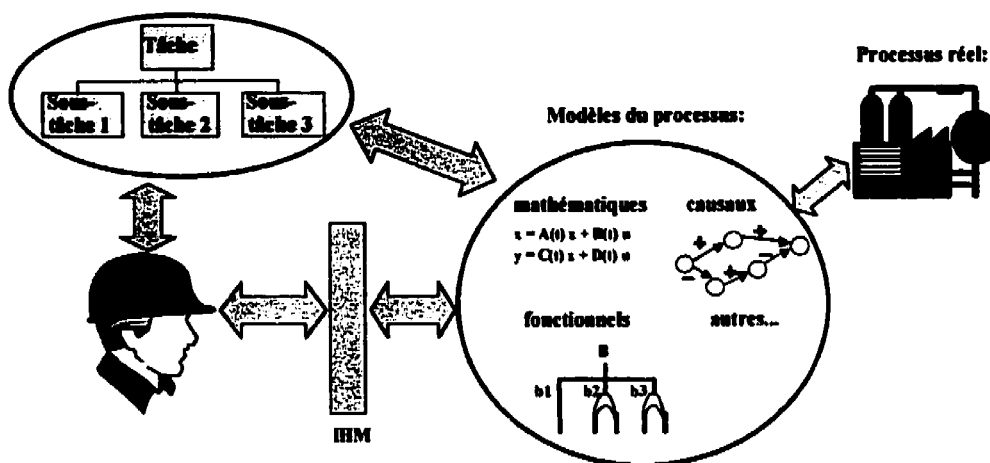 Tâche
Sous-
tâche 1
Sous-
tâche 2
Sous-
tâche 3
Processus réel:
Modèles du processus:
mathématiques
causaux
x = A(t) x + B(t) u
y = C(t) x + D(t) u
+
+
+
−
−
fonctionnels
autres...
B
b1
b2
b3
IHM